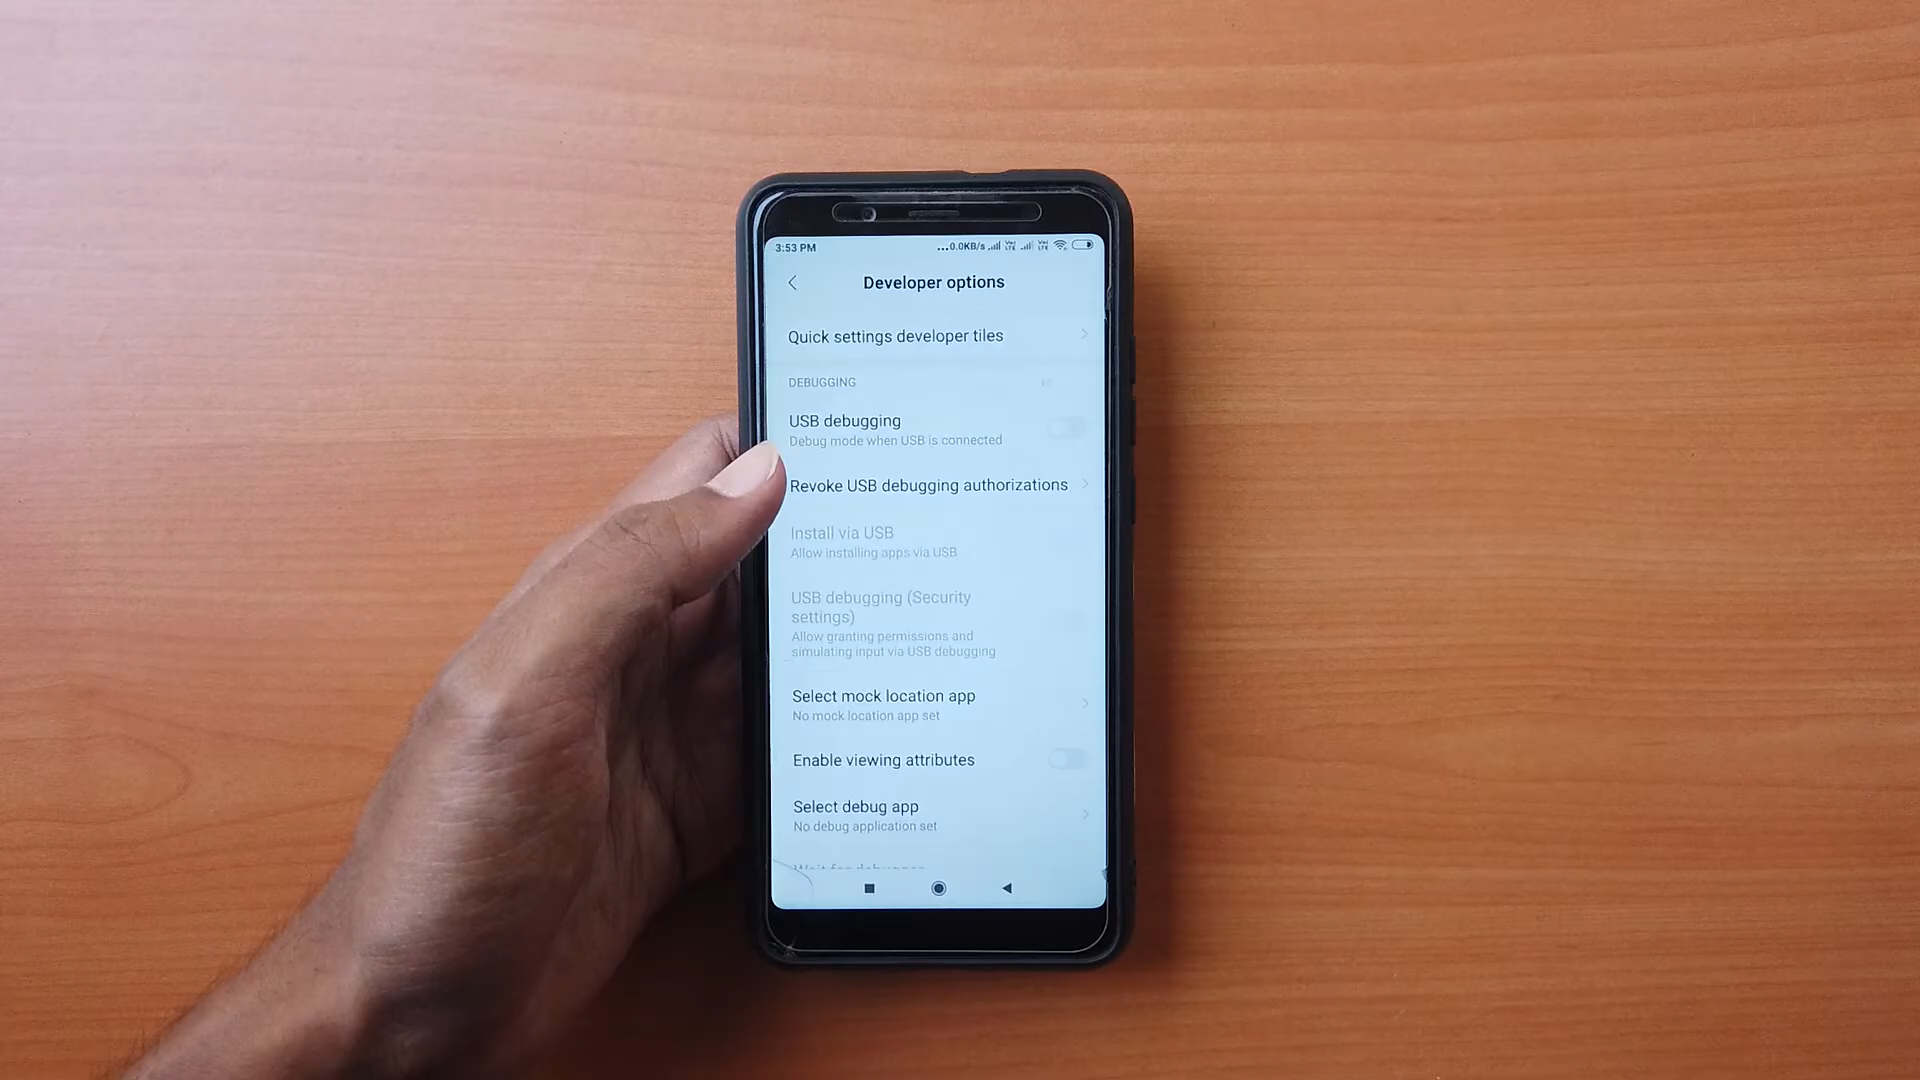 3:53 PM
...0.0KB/s
Developer options
Quick settings developer tiles
DEBUGGING
USB debugging
Debug mode when USB is connected
Revoke USB debugging authorizations
Install via USB
Allow installing apps via USB
USB debugging (Security
settings)
Allow granting permissions and
simulating input via USB debugging
Select mock location app
No mock location app set
Enable viewing attributes
Select debug app
No debug application set